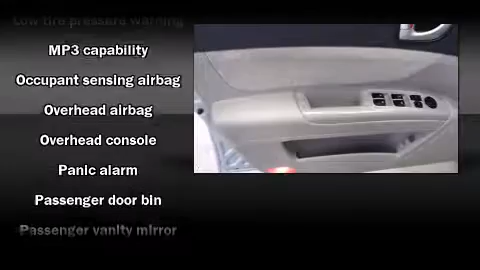 Low tire pressure warning
MP3 capability
Occupant sensing airbag
Overhead airbag
Overhead console
Panic alarm
Passenger door bin
Passenger vanity mirror